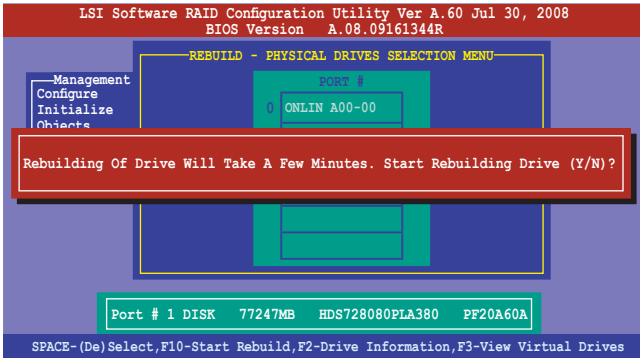 LSI Software RAID Configuration Utility Ver A.60 Jul 30, 2008
BIOS Version A.08.09161344R
REBUILD - PHYSICAL DRIVES SELECTION MENU
Management
Configure
Initialize
Objects
PORT #
0 ONLIN A00-00
Rebuilding Of Drive Will Take A Few Minutes. Start Rebuilding Drive (Y/N)?
Port # 1 DISK 77247MB HDS728080PLA380 PF20A60A
SPACE-(De)Select,F10-Start Rebuild,F2-Drive Information,F3-View Virtual Drives